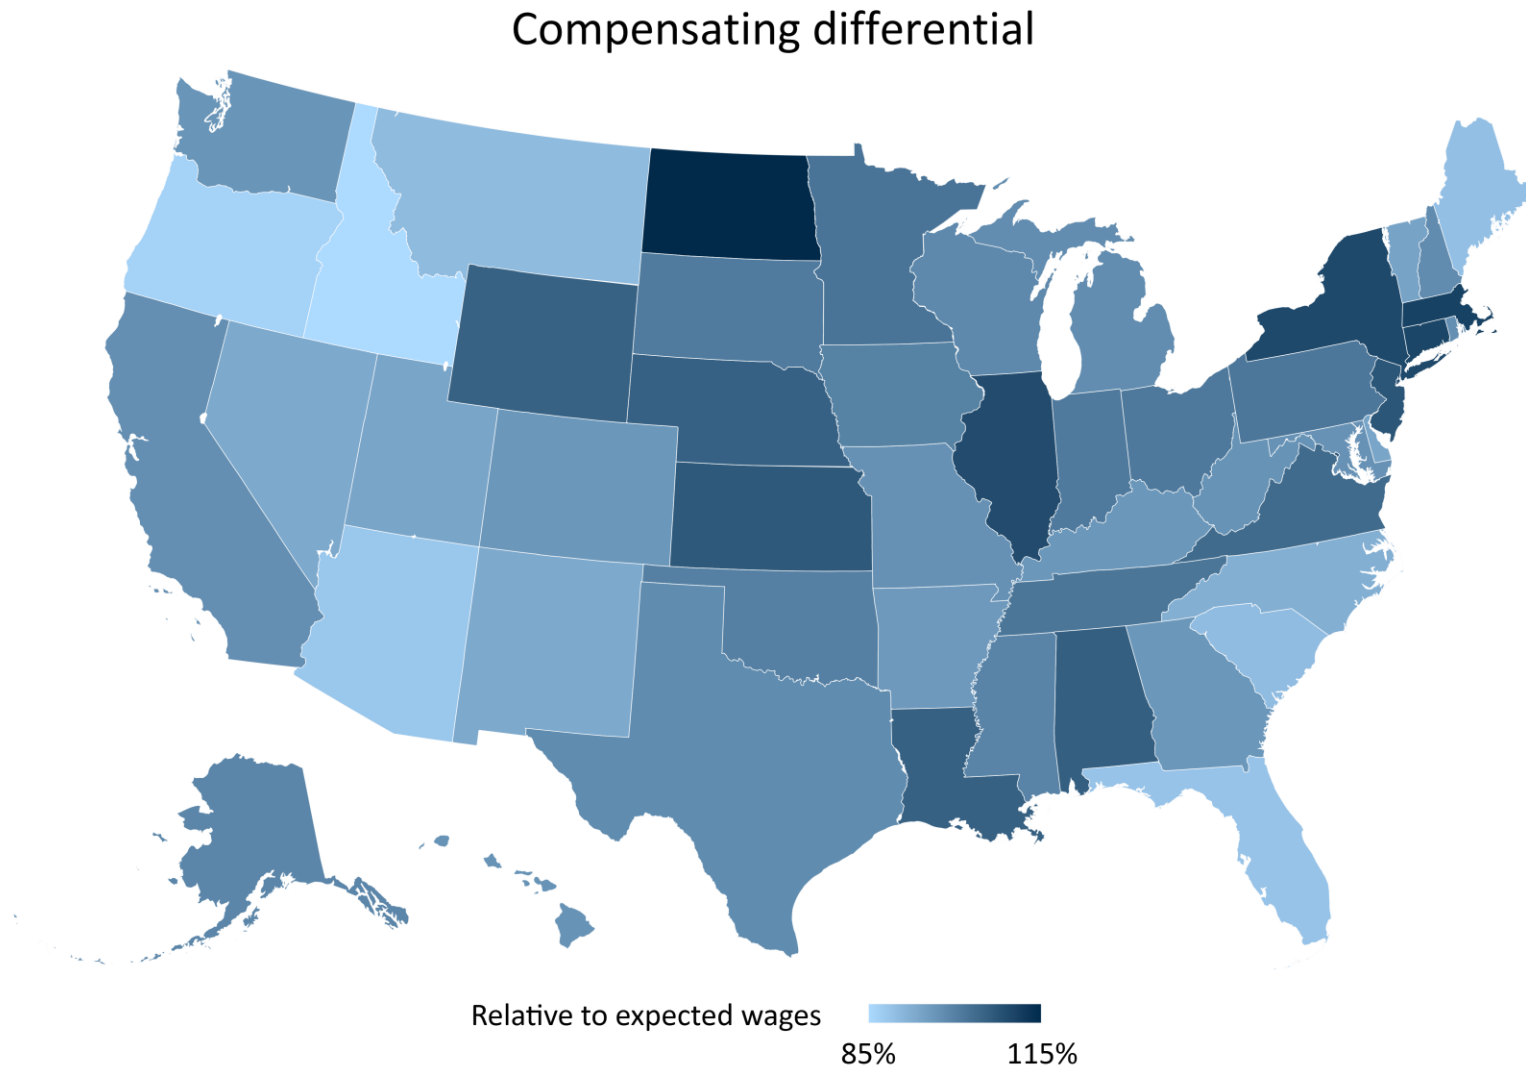 Compensating differential
Relative to expected wages
85% 115%